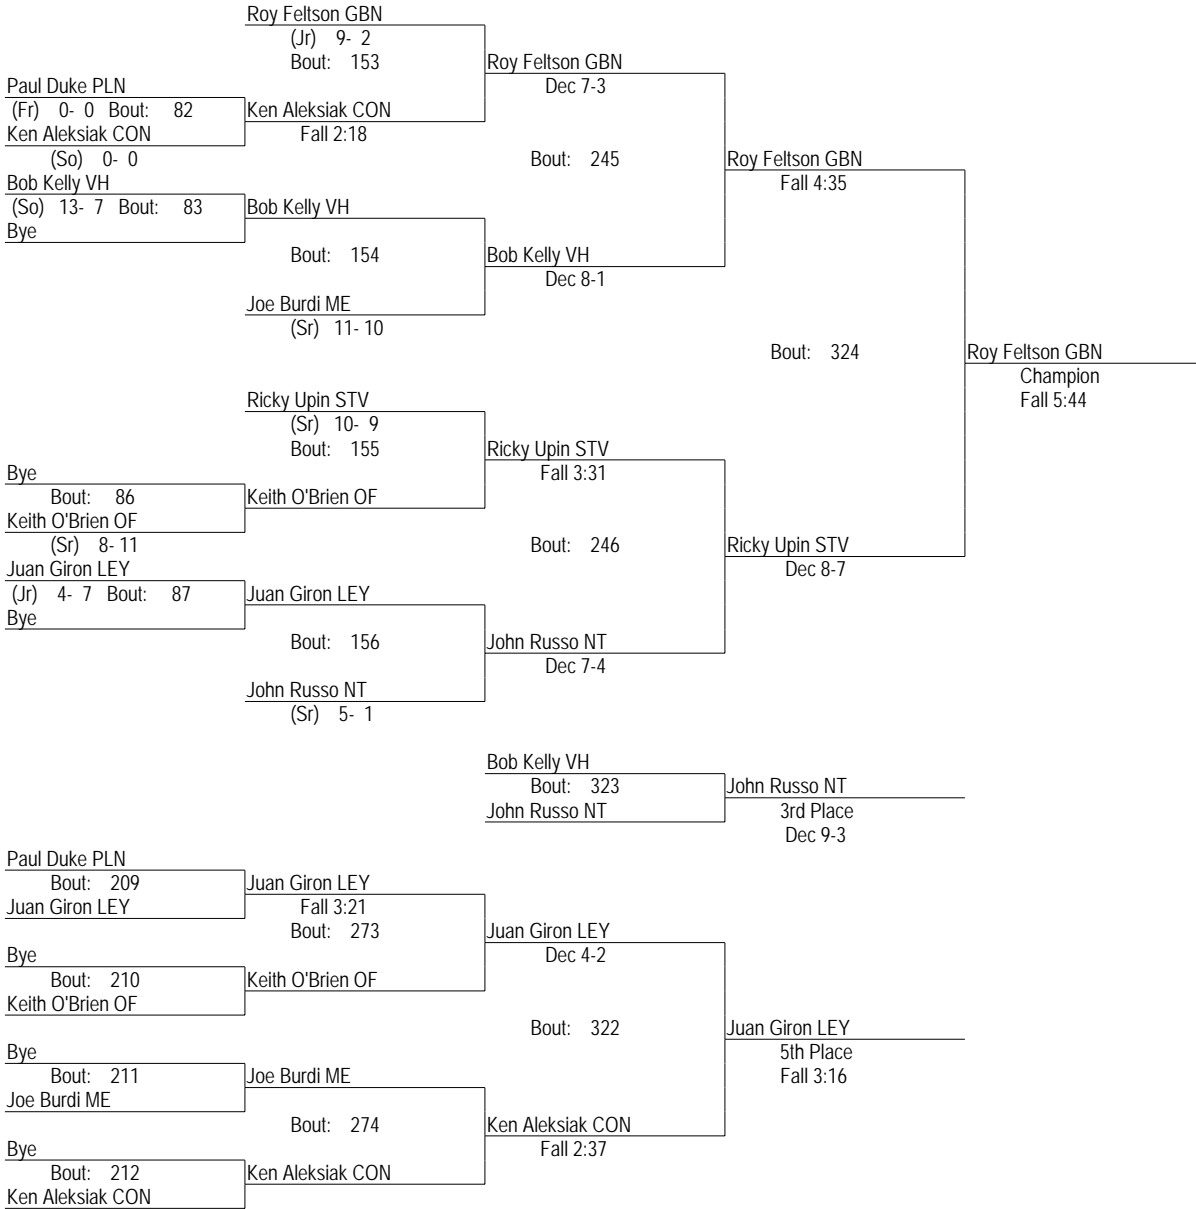 Roy Feltson GBN
(Jr) 9- 2
Bout: 153
Roy Feltson GBN
Dec 7-3
Paul Duke PLN
(Fr) 0- 0 Bout: 82
Ken Aleksiak CON
Fall 2:18
Ken Aleksiak CON
(So) 0- 0
Bout: 245
Roy Feltson GBN
Fall 4:35
Bob Kelly VH
(So) 13- 7 Bout: 83
Bob Kelly VH
Bye
Bout: 154
Bob Kelly VH
Dec 8-1
Joe Burdi ME
(Sr) 11- 10
Bout: 324
Roy Feltson GBN
Champion
Fall 5:44
Ricky Upin STV
(Sr) 10- 9
Bout: 155
Ricky Upin STV
Fall 3:31
Bye
Bout: 86
Keith O'Brien OF
Keith O'Brien OF
(Sr) 8- 11
Bout: 246
Ricky Upin STV
Dec 8-7
Juan Giron LEY
(Jr) 4- 7 Bout: 87
Juan Giron LEY
Bye
Bout: 156
John Russo NT
Dec 7-4
John Russo NT
(Sr) 5- 1
Bob Kelly VH
Bout: 323
John Russo NT
John Russo NT
3rd Place
Dec 9-3
Paul Duke PLN
Bout: 209
Juan Giron LEY
Juan Giron LEY
Fall 3:21
Bout: 273
Juan Giron LEY
Dec 4-2
Bye
Bout: 210
Keith O'Brien OF
Keith O'Brien OF
Bout: 322
Juan Giron LEY
5th Place
Fall 3:16
Bye
Bout: 211
Joe Burdi ME
Joe Burdi ME
Bout: 274
Ken Aleksiak CON
Fall 2:37
Bye
Bout: 212
Ken Aleksiak CON
Ken Aleksiak CON